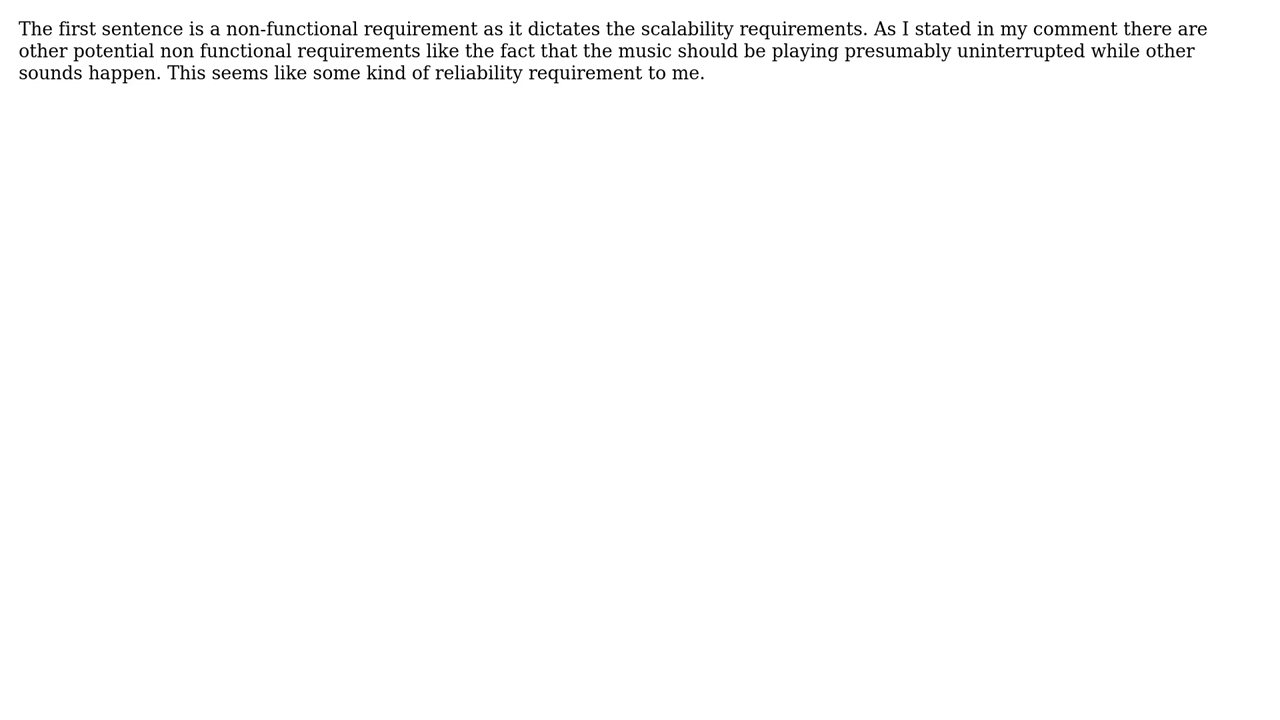 The first sentence is a non-functional requirement as it dictates the scalability requirements. As I stated in my comment there are
other potential non functional requirements like the fact that the music should be playing presumably uninterrupted while other
sounds happen. This seems like some kind of reliability requirement to me.